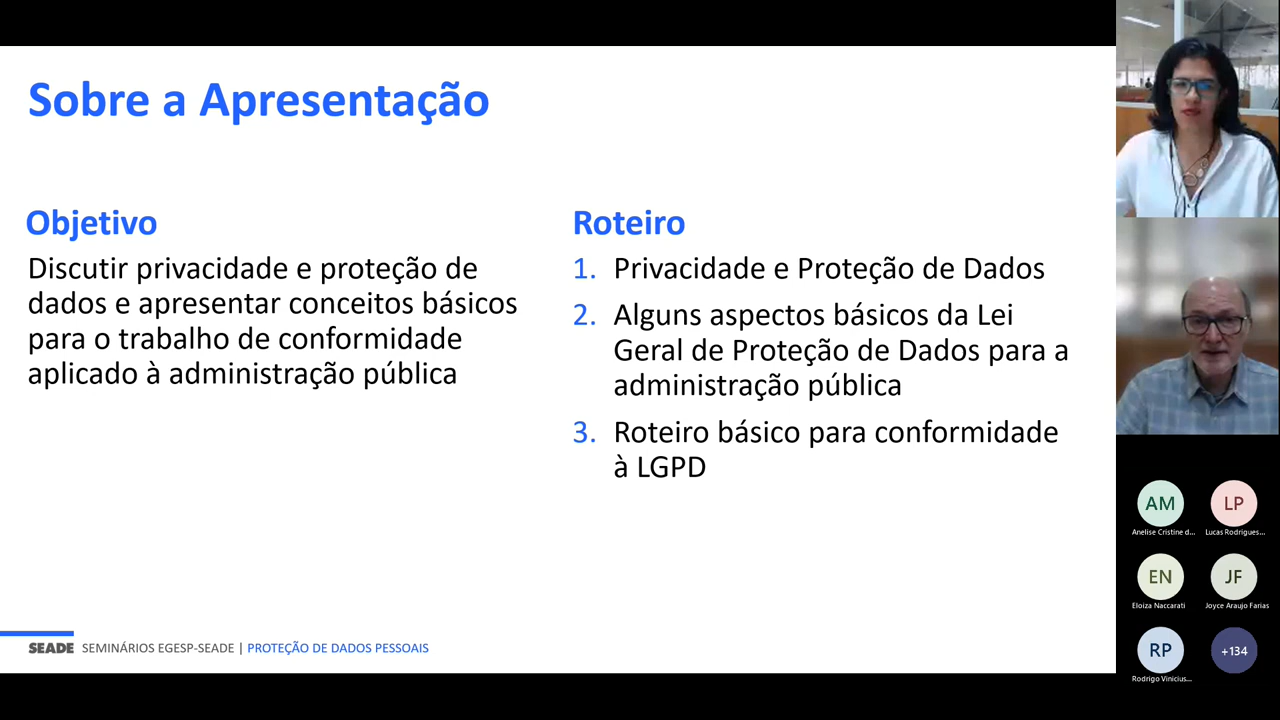 Sobre a Apresentação
Objetivo
Discutir privacidade e proteção de
dados e apresentar conceitos básicos
para o trabalho de conformidade
aplicado à administração pública
Roteiro
1. Privacidade e Proteção de Dados
2. Alguns aspectos básicos da Lei
Geral de Proteção de Dados para a
administração pública
3. Roteiro básico para conformidade
à LGPD
SEADE SEMINÁRIOS EGESP-SEADE | PROTEÇÃO DE DADOS PESSOAIS
AM
Anelise Cristine d...
LP
Lucas Rodrigues...
EN
Eloiza Naccarati
JF
Joyce Araujo Farias
RP
Rodrigo Vinicius...
+134